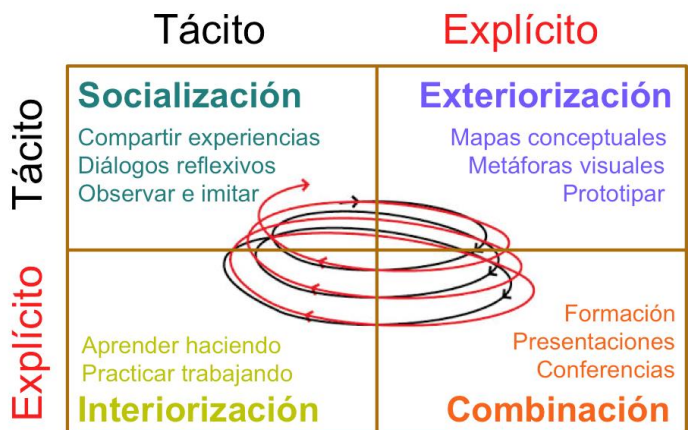 Tácito
Explícito
Tácito
Socialización
Compartir experiencias
Diálogos reflexivos
Observar e imitar
Exteriorización
Mapas conceptuales
Metáforas visuales
Prototipar
Explícito
Aprender haciendo
Practicar trabajando
Interiorización
Formación
Presentaciones
Conferencias
Combinación